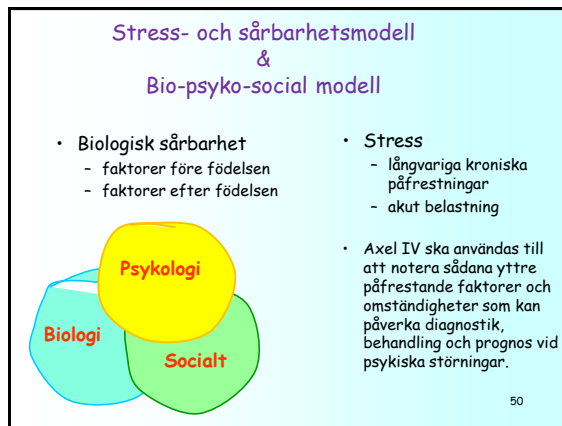 Stress- och sårbarhetsmodell
&
Bio-psyko-social modell
• Biologisk sårbarhet
– faktorer före födelsen
– faktorer efter födelsen
Psykologi
Biologi
Socialt
• Stress
– långvariga kroniska
påfrestningar
– akut belastning
• Axel IV ska användas till
att notera sådana yttre
påfrestande faktorer och
omständigheter som kan
påverka diagnostik,
behandling och prognos vid
psykiska störningar.
50